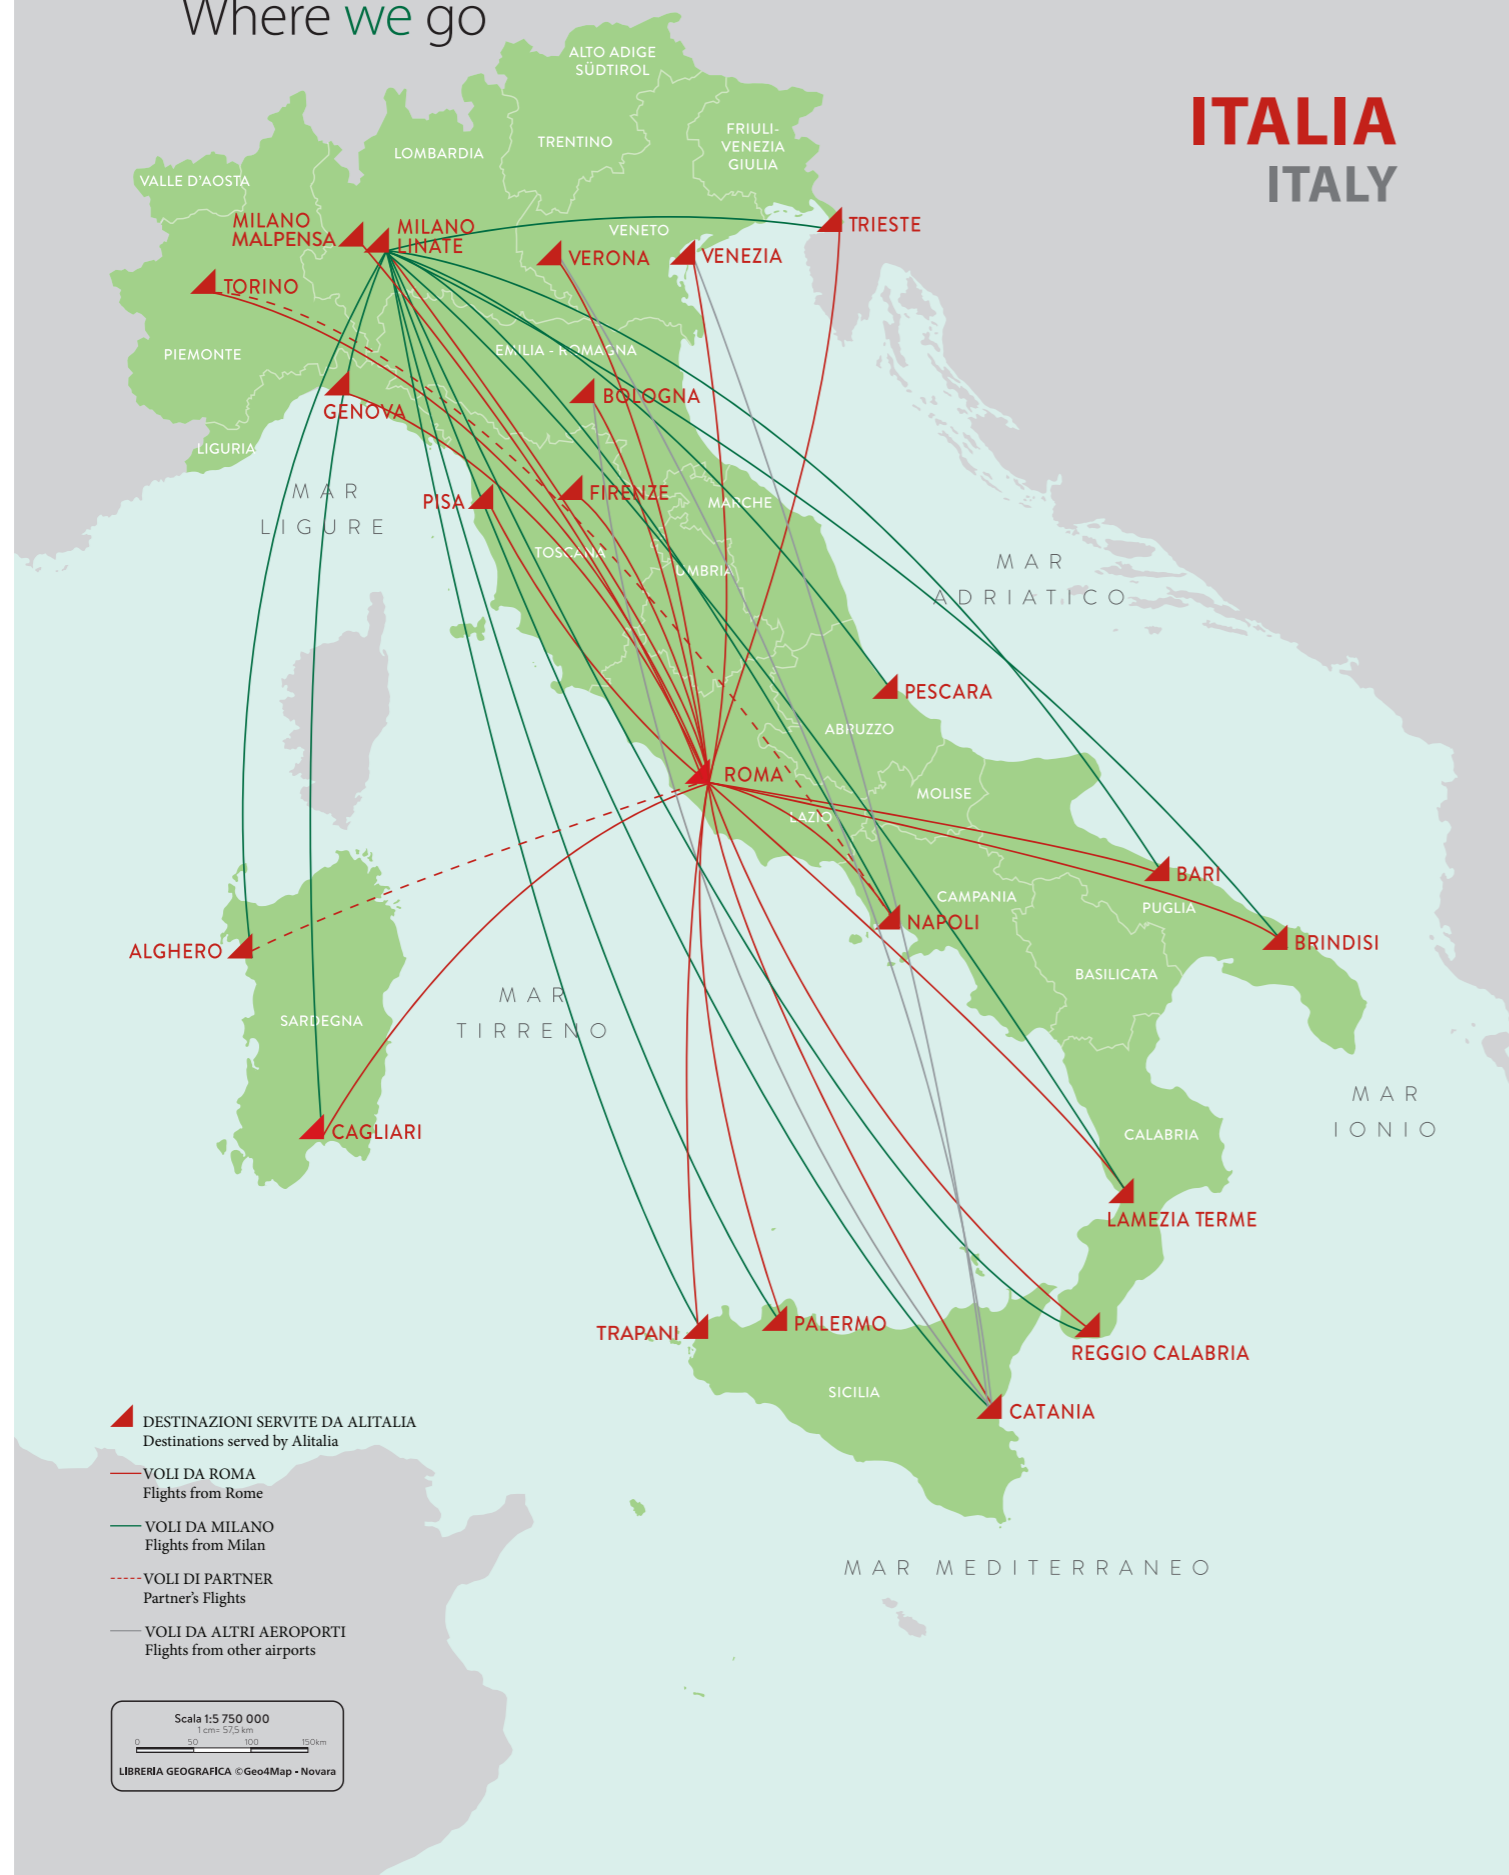 Where we go
ITALIA
ITALY
ALTO ADIGE
SÜDTIROL
TRENTINO
FRIULI-
VENEZIA
GIULIA
LOMBARDIA
VALLE D'AOSTA
MILANO
MALPENSA
MILANO
LINATE
VENETO
TRIESTE
VERONA
VENEZIA
TORINO
PIEMONTE
EMILIA - ROMAGNA
BOLOGNA
GENOVA
LIGURIA
MAR
LIGURE
PISA
FIRENZE
MARCHE
TOSCANA
UMBRIA
MAR
ADRIATICO
PESCARA
ABRUZZO
ROMA
MOLISE
LAZIO
BARI
CAMPANIA
PUGLIA
NAPOLI
BRINDISI
ALGHERO
BASILICATA
MAR
TIRRENO
SARDEGNA
MAR
IONIO
CAGLIARI
CALABRIA
LAMEZIA TERME
TRAPANI
PALERMO
REGGIO CALABRIA
SICILIA
CATANIA
DESTINAZIONI SERVITE DA ALITALIA
Destinations served by Alitalia
VOLI DA ROMA
Flights from Rome
VOLI DA MILANO
Flights from Milan
VOLI DI PARTNER
Partner's Flights
VOLI DA ALTRI AEROPORTI
Flights from other airports
MAR MEDITERRANEO
Scala 1:5 750 000
1 cm= 57,5 km
0 50 100 150km
LIBRERIA GEOGRAFICA ©Geo4Map - Novara